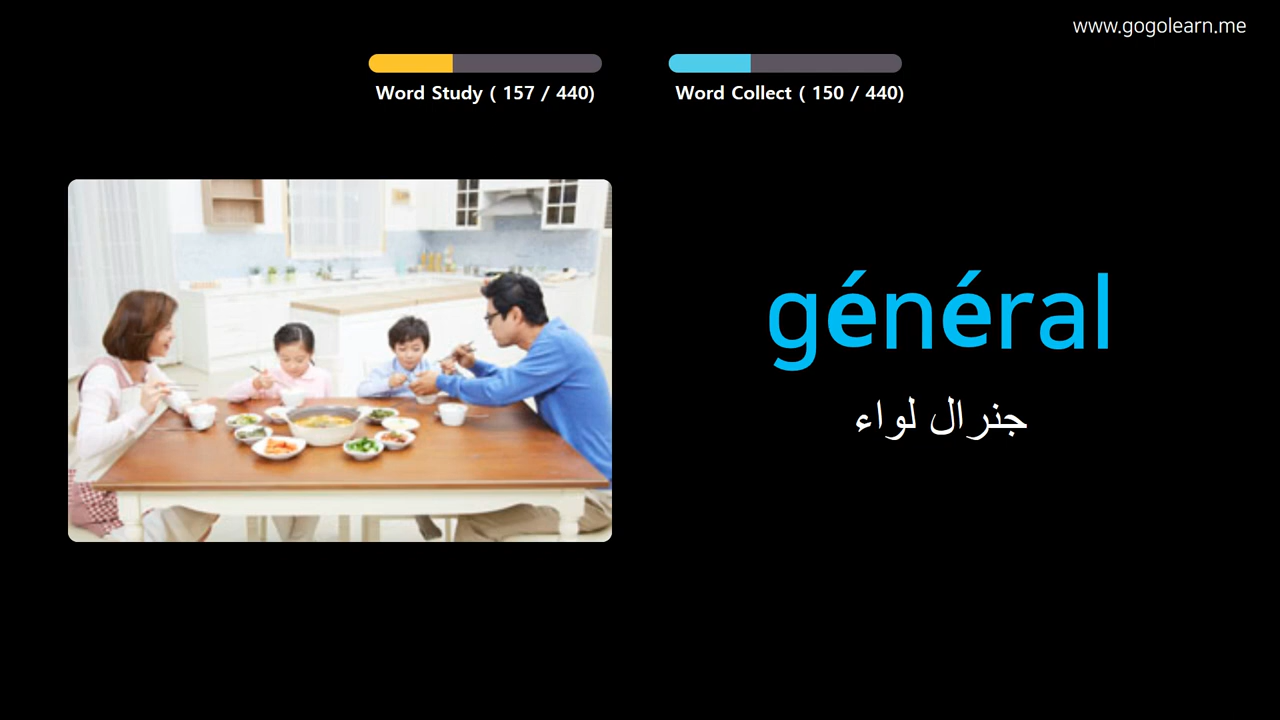 www.gogolearn.me
Word Study ( 157 / 440)
Word Collect ( 150 / 440)
général
جنرال لواء